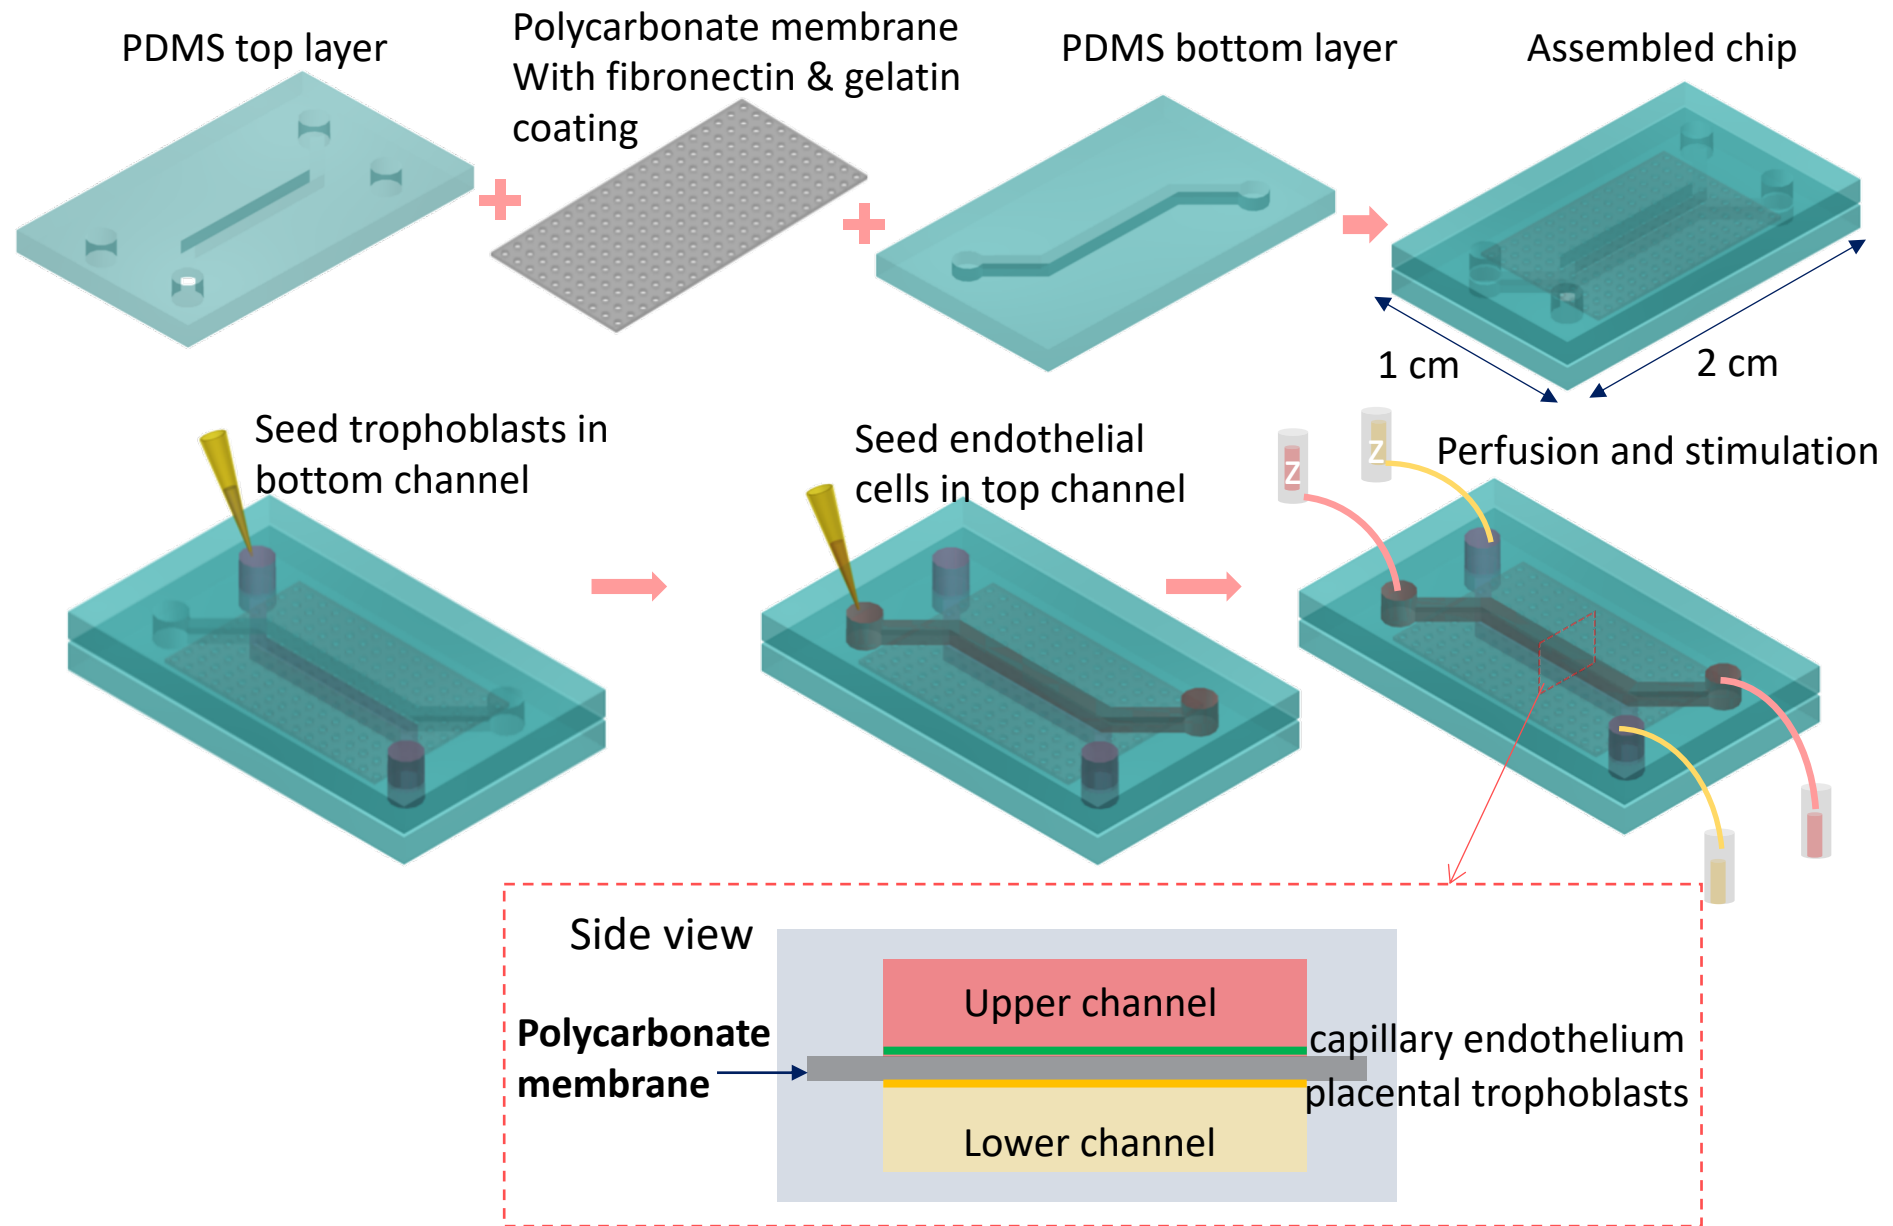 PDMS top layer
Polycarbonate membrane
With fibronectin & gelatin
coating
PDMS bottom layer
Assembled chip
1 cm
2 cm
Seed trophoblasts in
bottom channel
Seed endothelial
cells in top channel
Z
Z
Perfusion and stimulation
Side view
Upper channel
Polycarbonate
membrane
capillary endothelium
placental trophoblasts
Lower channel